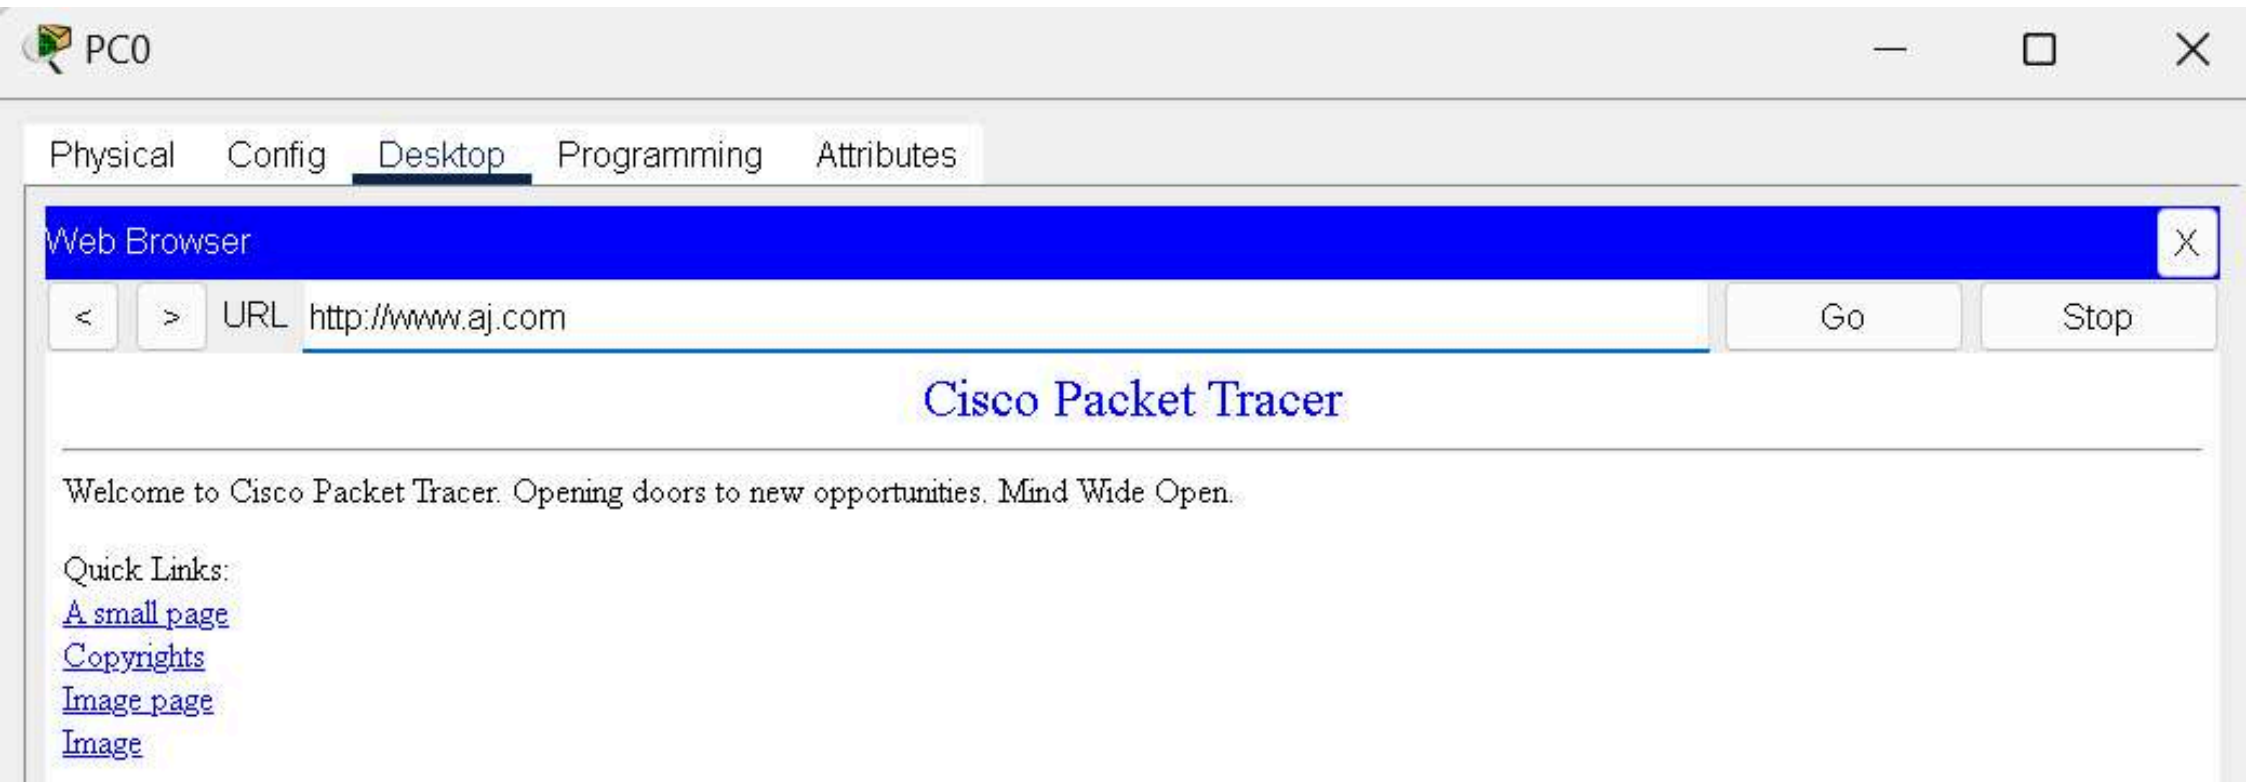 PC0
Physical Config Desktop Programming Attributes
Web Browser X
< > URL http://www.aj.com Go Stop
Cisco Packet Tracer
Welcome to Cisco Packet Tracer. Opening doors to new opportunities. Mind Wide Open.
Quick Links:
A small page
Copyrights
Image page
Image